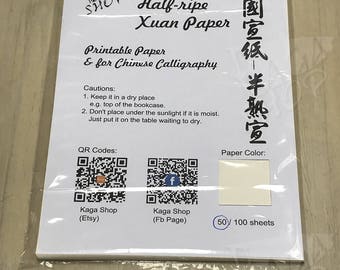 Half-ripe
Xuan Paper
Printable Paper
& for Chinese Calligraphy
國宣紙-半熟宣
Cautions:
1. Keep it in a dry place
e.g. top of the bookcase.
2. Don't place under the sunlight if it is moist.
Just put it on the table waiting to dry.
QR Codes:
Paper Color:
Kaga Shop
(Etsy)
Kaga Shop
(Fb Page)
50 / 100 sheets